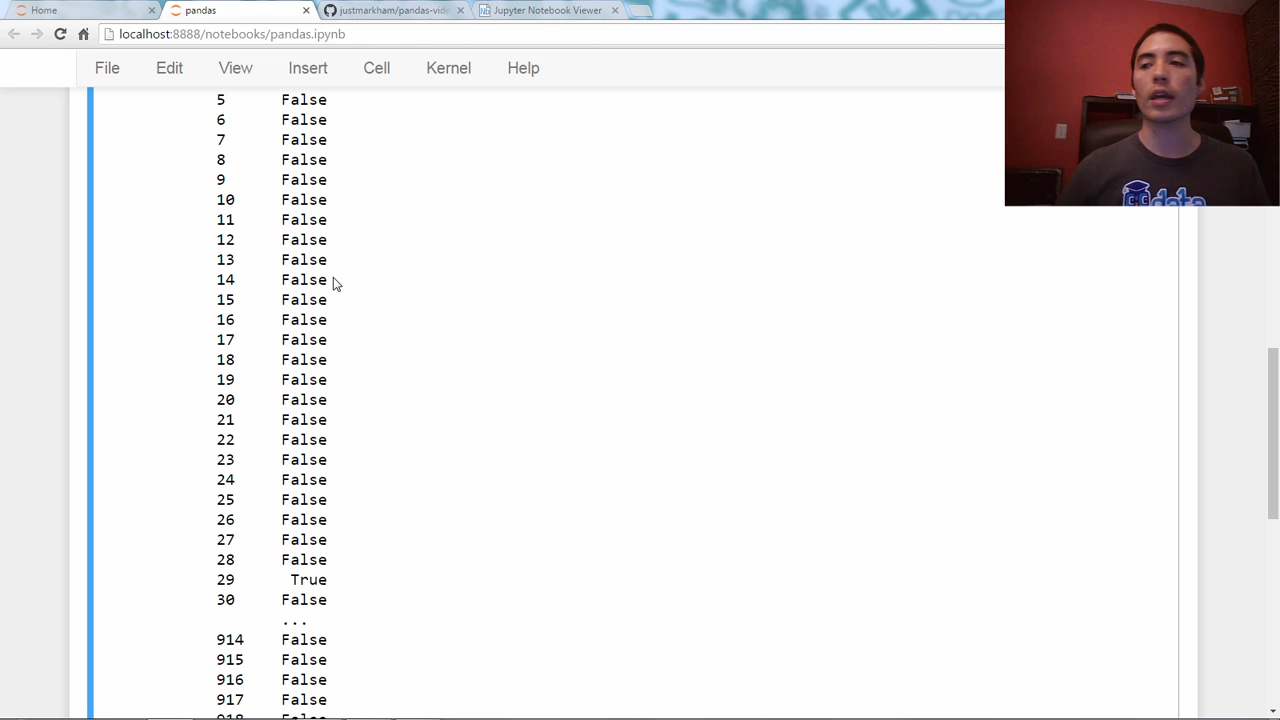 Home
pandas
justmarkham/pandas-vide
Jupyter Notebook Viewer
localhost:8888/notebooks/pandas.ipynb
File Edit View Insert Cell Kernel Help
5 False
6 False
7 False
8 False
9 False
10 False
11 False
12 False
13 False
14 False
15 False
16 False
17 False
18 False
19 False
20 False
21 False
22 False
23 False
24 False
25 False
26 False
27 False
28 False
29 True
30 False
...
914 False
915 False
916 False
917 False
918 False
data